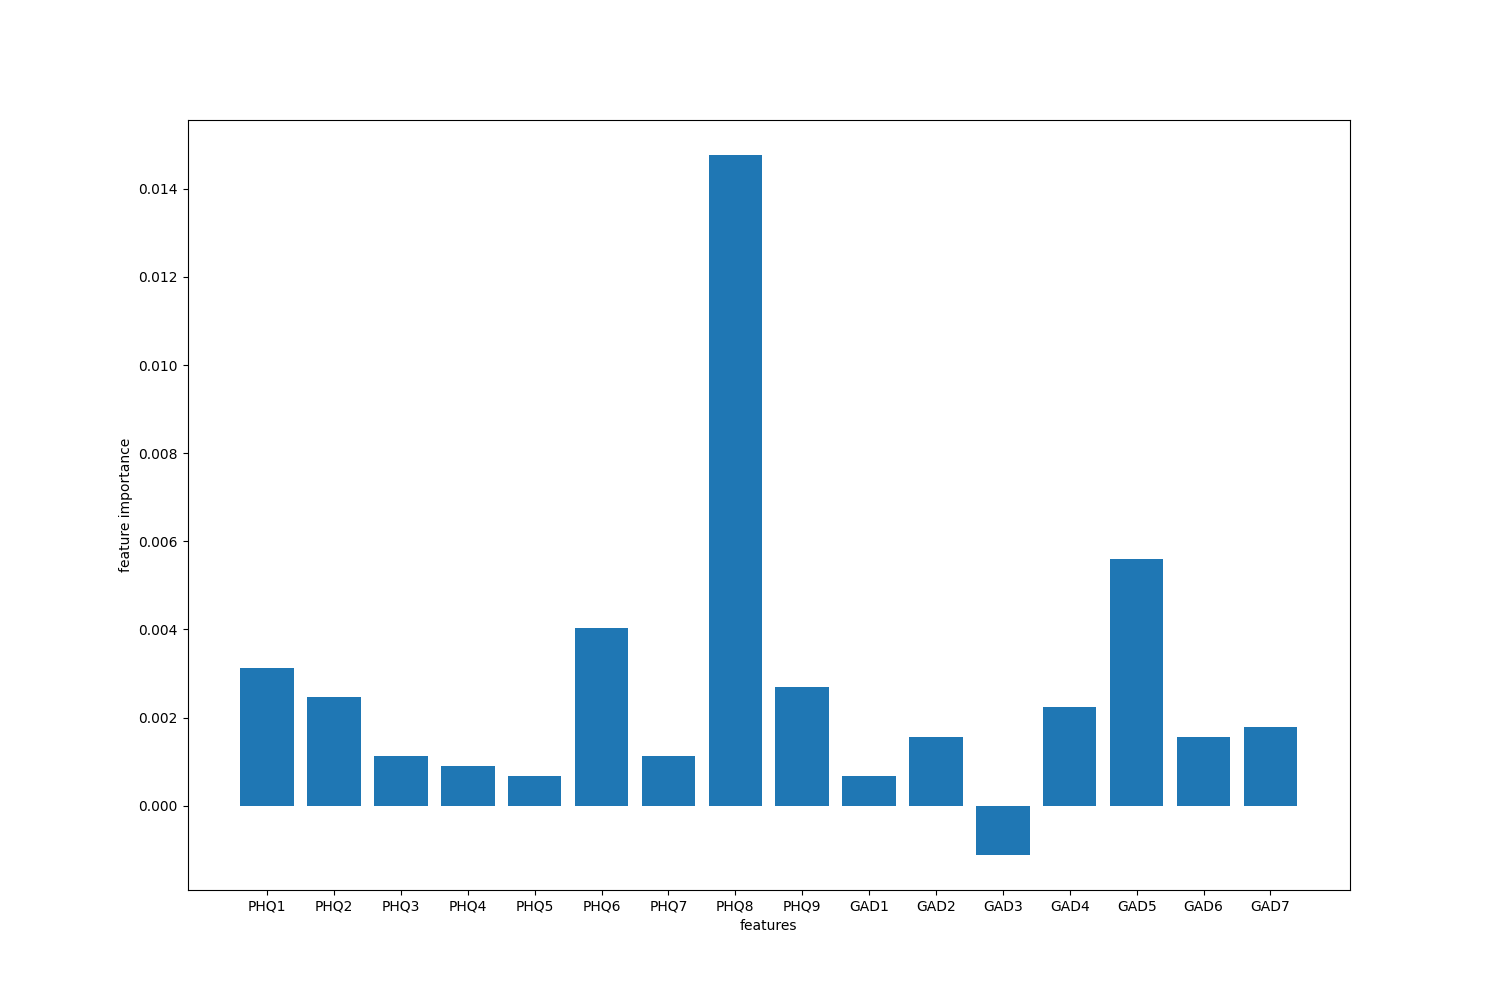 0.014
0.012
0.010
0.008
0.006
0.004
0.002
0.000
feature importance
PHQ1 PHQ2 PHQ3 PHQ4 PHQ5 PHQ6 PHQ7 PHQ8 PHQ9 GAD1 GAD2 GAD3 GAD4 GAD5 GAD6 GAD7
features